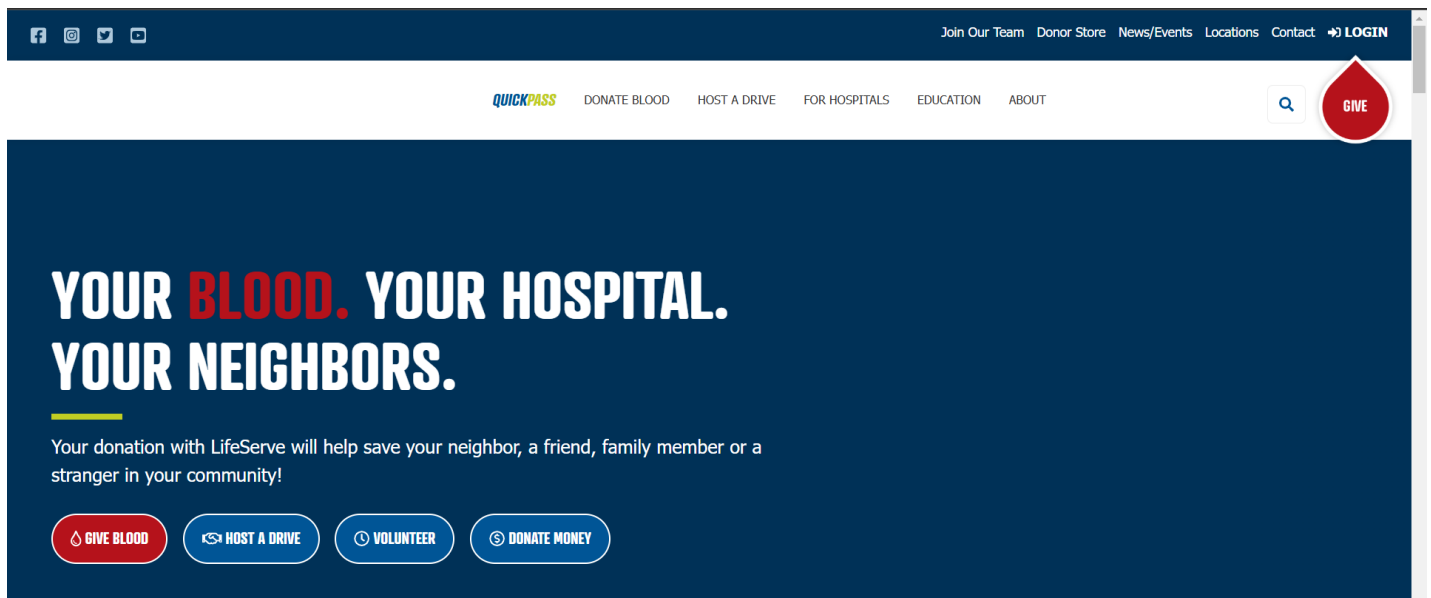 Join Our Team Donor Store News/Events Locations Contact LOGIN
QUICKPASS DONATE BLOOD HOST A DRIVE FOR HOSPITALS EDUCATION ABOUT GIVE
YOUR BLOOD. YOUR HOSPITAL.
YOUR NEIGHBORS.
Your donation with LifeServe will help save your neighbor, a friend, family member or a
stranger in your community!
GIVE BLOOD HOST A DRIVE VOLUNTEER DONATE MONEY